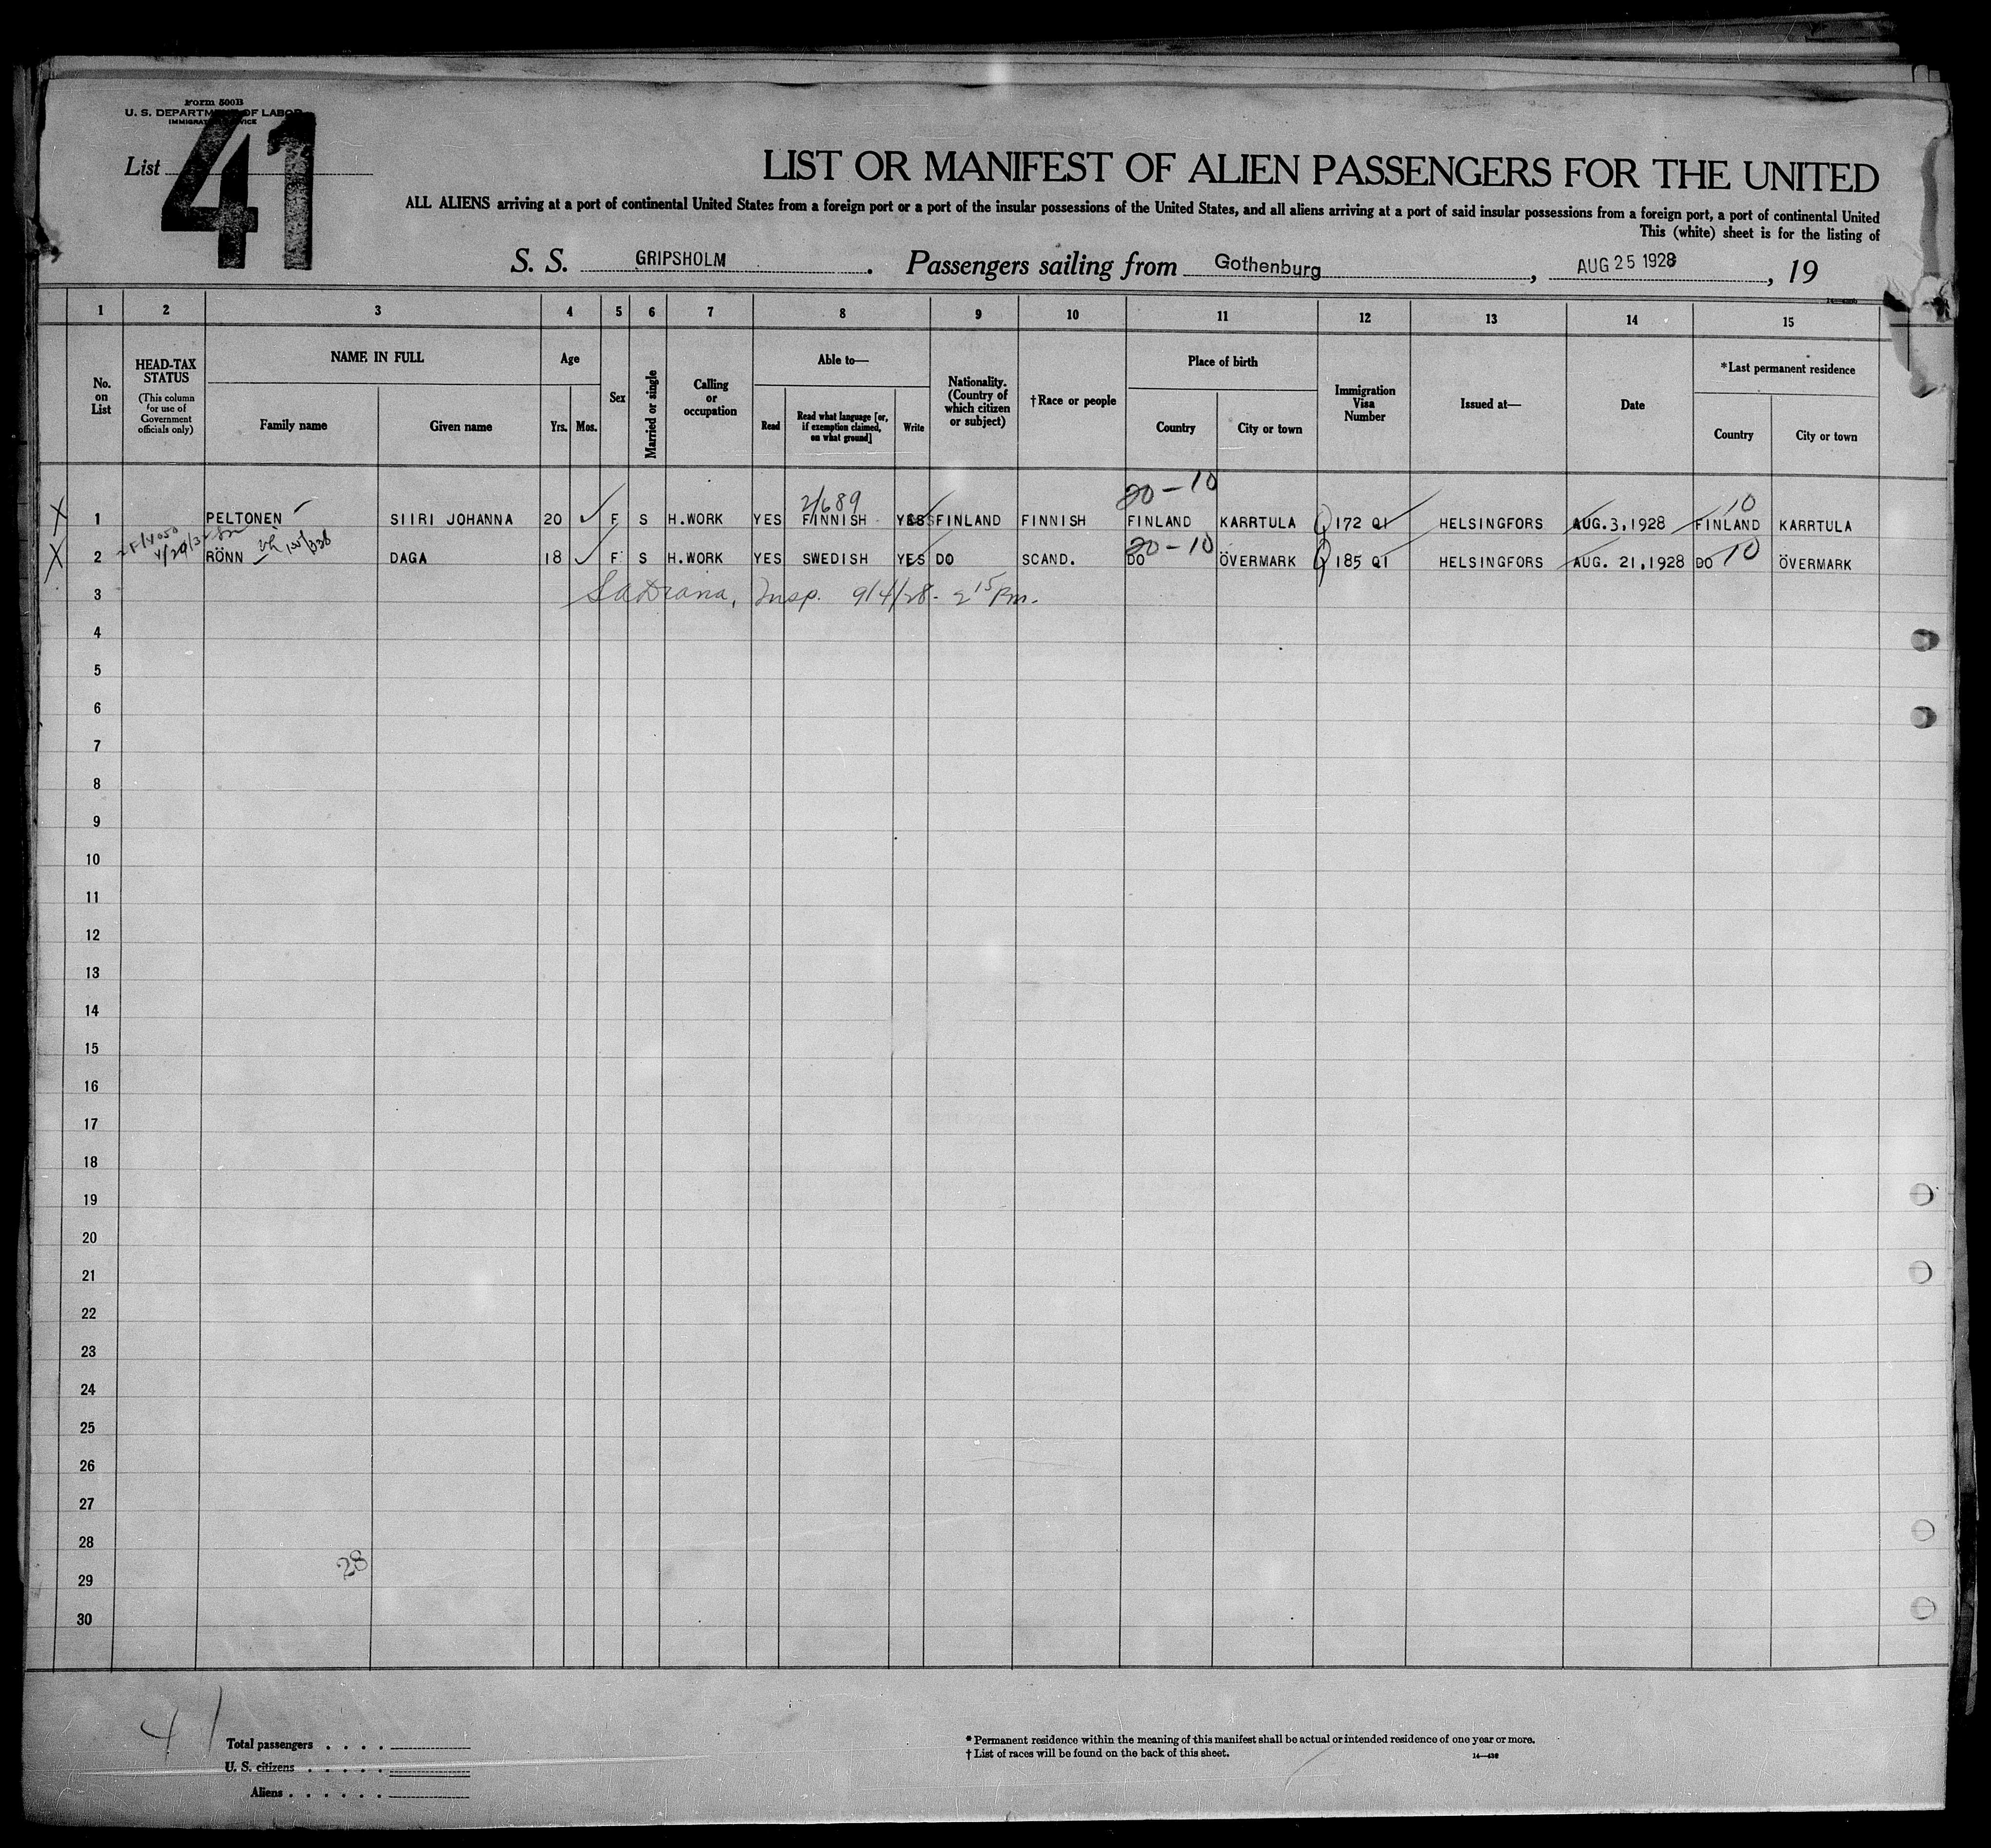 Form 500B
U. S. DEPARTMENT OF LABOR
IMMIGRATION SERVICE
List 41
LIST OR MANIFEST OF ALIEN PASSENGERS FOR THE UNITED
ALL ALIENS arriving at a port of continental United States from a foreign port or a port of the insular possessions of the United States, and all aliens arriving at a port of said insular possessions from a foreign port, a port of continental United
This (white) sheet is for the listing of
S. S. GRIPSHOLM . Passengers sailing from Gothenburg , AUG 25 1928 , 19
1 2 3 4 5 6 7 8 9 10 11 12 13 14 15
No. on List
HEAD-TAX STATUS
(This column for use of Government officials only)
NAME IN FULL
Family name Given name
Age
Yrs. Mos.
Sex
Married or single
Calling or occupation
Able to—
Read
Read what language [or, if exemption claimed, on what ground]
Write
Nationality. (Country of which citizen or subject)
†Race or people
Place of birth
Country City or town
Immigration Visa Number
Issued at—
Date
*Last permanent residence
Country City or town
2/689 20-10 10
1 PELTONEN SIIRI JOHANNA 20 F S H.WORK YES FINNISH YES FINLAND FINNISH FINLAND KARRTULA 172 QI HELSINGFORS AUG.3,1928 FINLAND KARRTULA
20-10 10
2 RÖNN DAGA 18 F S H.WORK YES SWEDISH YES DO SCAND. DO ÖVERMARK 185 QI HELSINGFORS AUG. 21,1928 DO ÖVERMARK
3 Insp. 9/4/28. 2 15 Pm.
4
5
6
7
8
9
10
11
12
13
14
15
16
17
18
19
20
21
22
23
24
25
26
27
28
28
29
30
41
Total passengers . . . .
U. S. citizens . . . . .
Aliens . . . . . .
* Permanent residence within the meaning of this manifest shall be actual or intended residence of one year or more.
† List of races will be found on the back of this sheet.
14—430